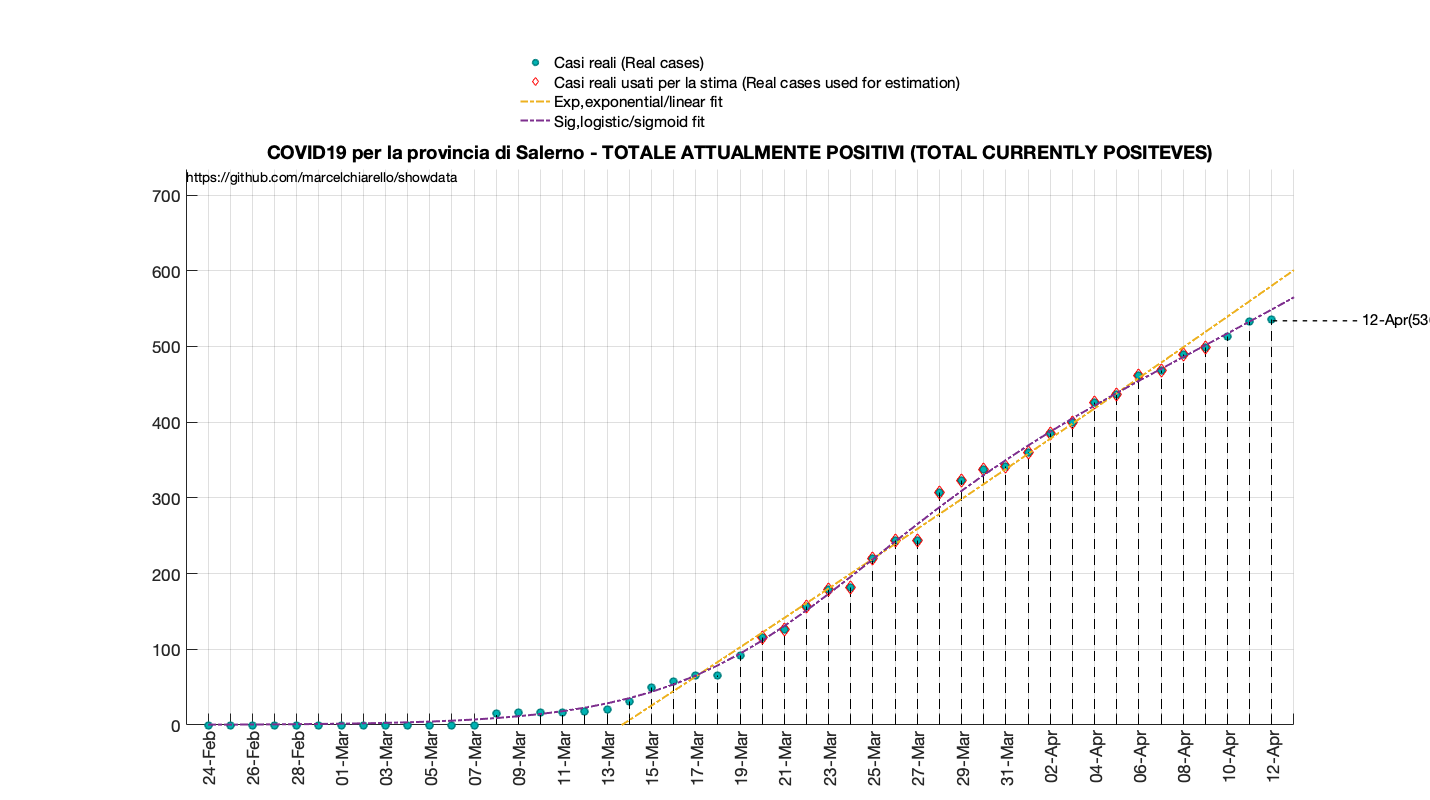 Casi reali (Real cases)
Casi reali usati per la stima (Real cases used for estimation)
Exp,exponential/linear fit
Sig,logistic/sigmoid fit
COVID19 per la provincia di Salerno - TOTALE ATTUALMENTE POSITIVI (TOTAL CURRENTLY POSITEVES)
https://github.com/marcelchiarello/showdata
700
600
500
400
300
200
100
0
12-Apr(53
24-Feb
26-Feb
28-Feb
01-Mar
03-Mar
05-Mar
07-Mar
09-Mar
11-Mar
13-Mar
15-Mar
17-Mar
19-Mar
21-Mar
23-Mar
25-Mar
27-Mar
29-Mar
31-Mar
02-Apr
04-Apr
06-Apr
08-Apr
10-Apr
12-Apr